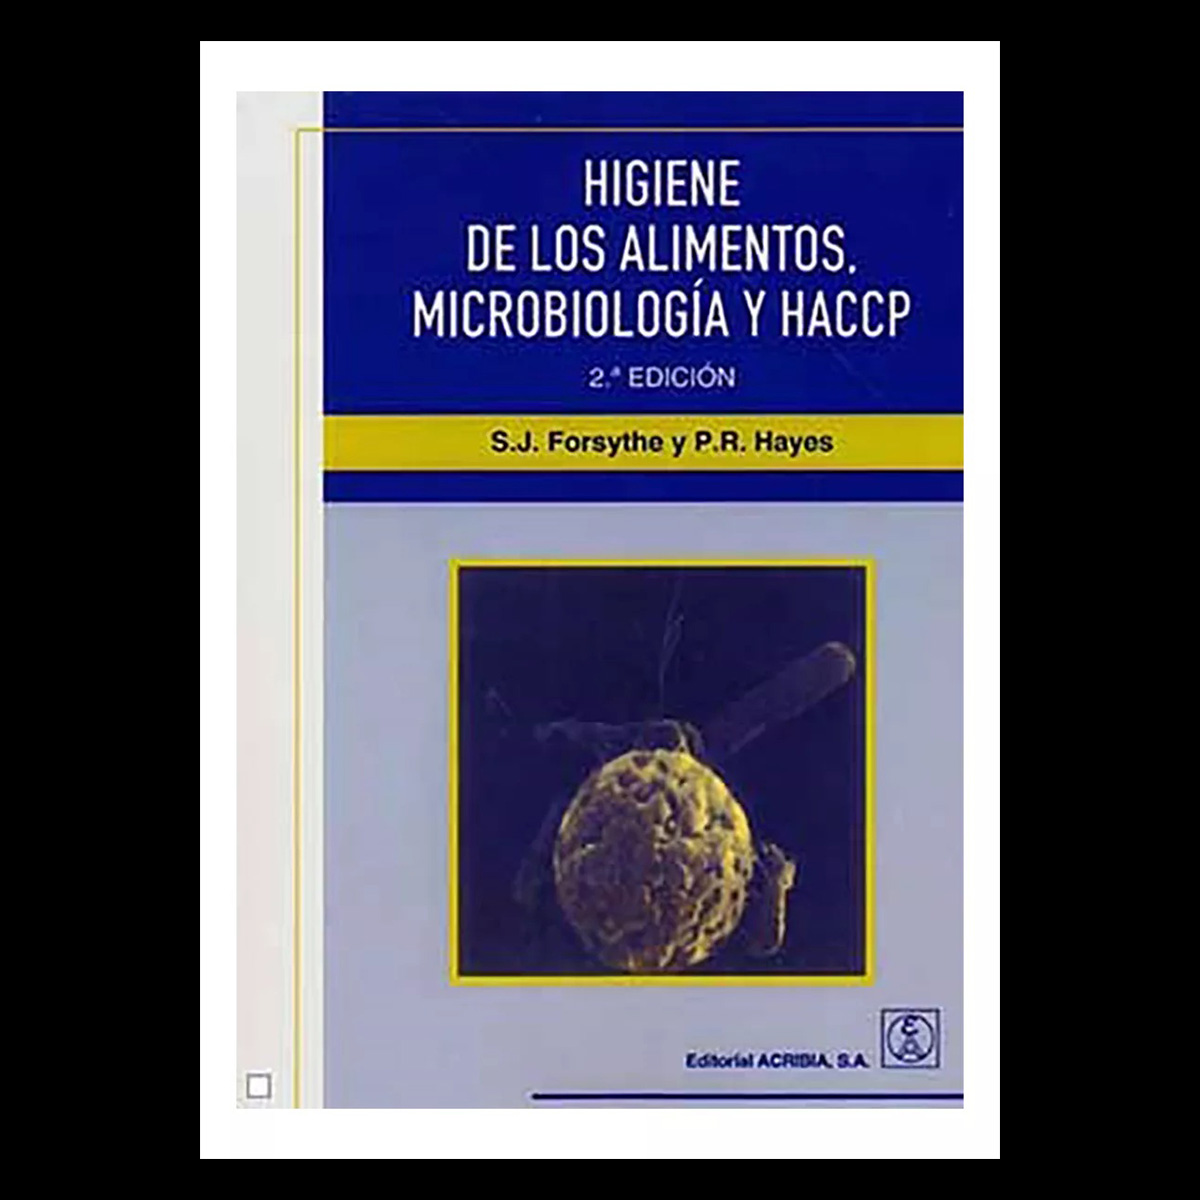 HIGIENE
DE LOS ALIMENTOS.
MICROBIOLOGÍA Y HACCP
2.ª EDICIÓN
S.J. Forsythe y P.R. Hayes
Editorial ACRIBIA, S.A.